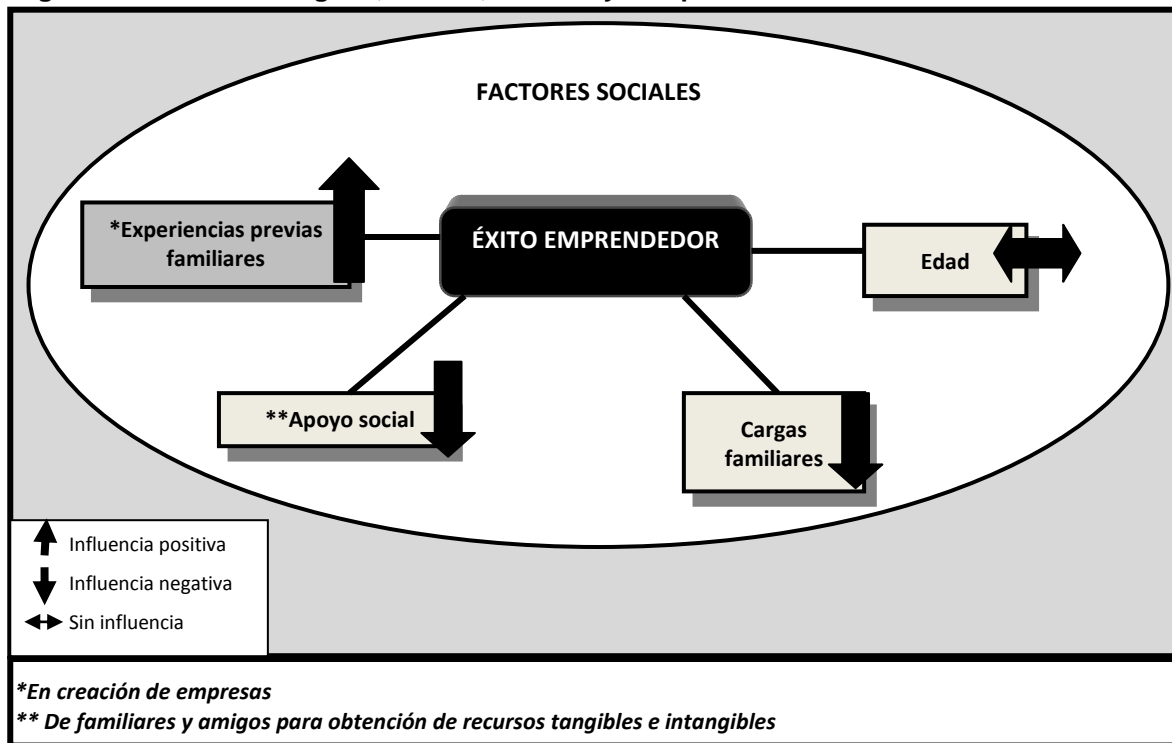 FACTORES SOCIALES
*Experiencias previas
familiares
ÉXITO EMPRENDEDOR
Edad
**Apoyo social
Cargas
familiares
Influencia positiva
Influencia negativa
Sin influencia
*En creación de empresas
** De familiares y amigos para obtención de recursos tangibles e intangibles